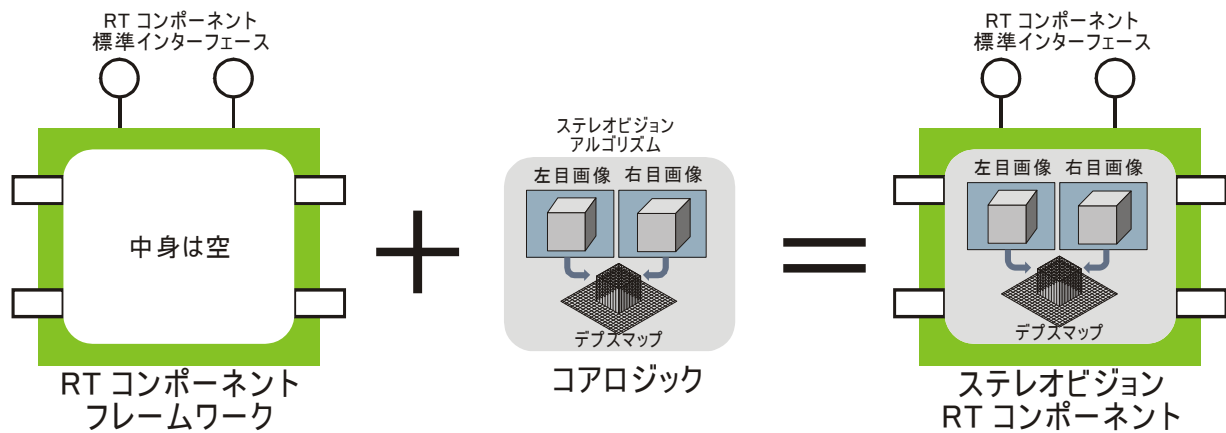 RT コンポーネント
標準インターフェース
中身は空
RT コンポーネント
フレームワーク
ステレオビジョン
アルゴリズム
左目画像
右目画像
デプスマップ
コアロジック
RT コンポーネント
標準インターフェース
左目画像
右目画像
デプスマップ
ステレオビジョン
RT コンポーネント